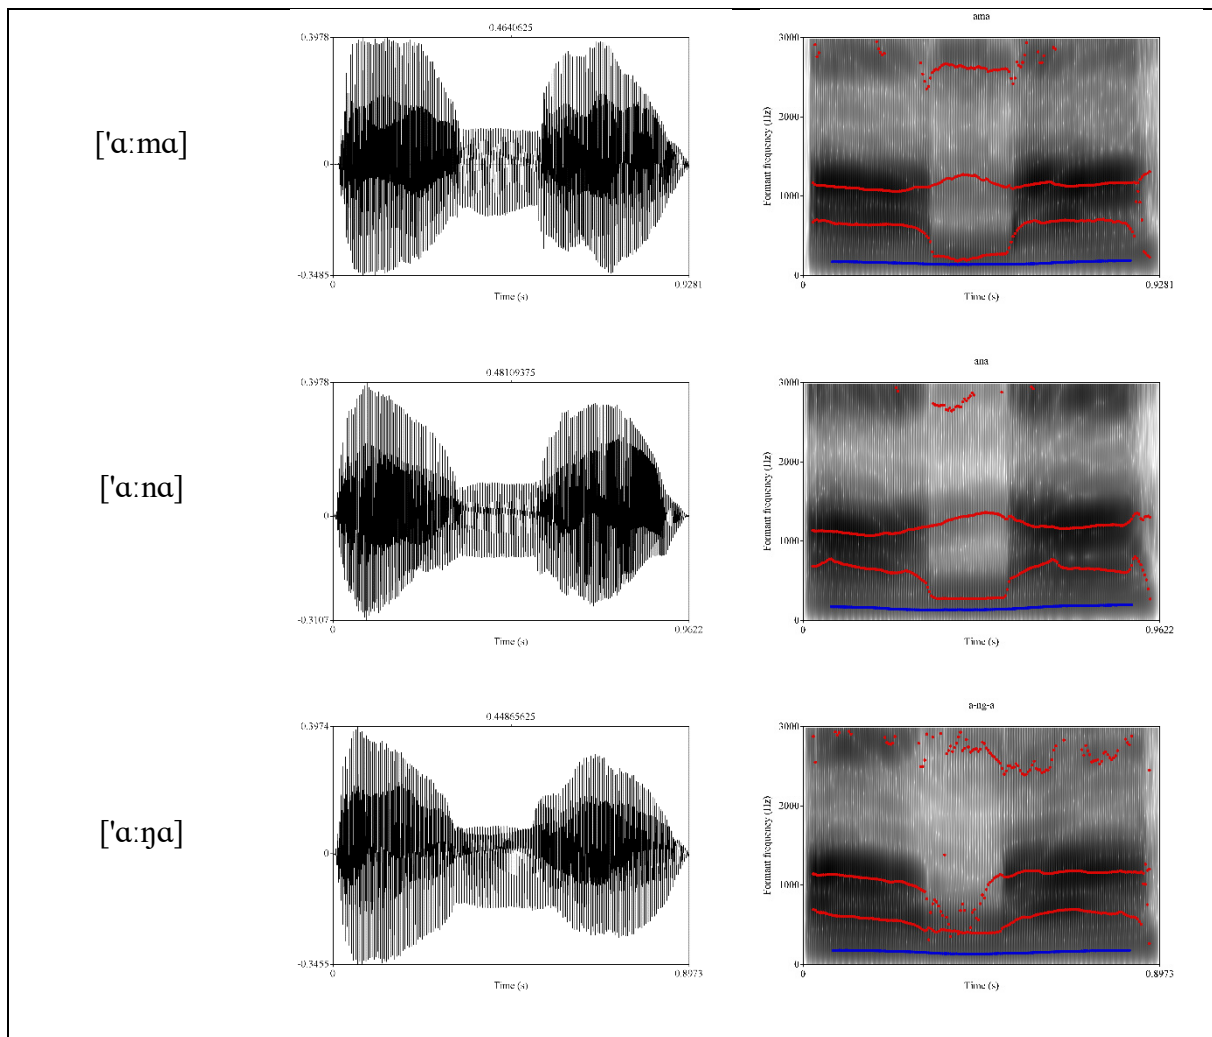 ['ɑːmɑ]
0.4640625
0.3978
0
-0.3485
0
0.9281
Time (s)
ama
3000
2000
1000
0
Formant frequency (Hz)
0
0.9281
Time (s)
['ɑːnɑ]
0.48109375
0.3978
0
-0.3107
0
0.9622
Time (s)
ana
3000
2000
1000
0
Formant frequency (Hz)
0
0.9622
Time (s)
['ɑːŋɑ]
0.44865625
0.3974
0
-0.3455
0
0.8973
Time (s)
a-ng-a
3000
2000
1000
0
Formant frequency (Hz)
0
0.8973
Time (s)